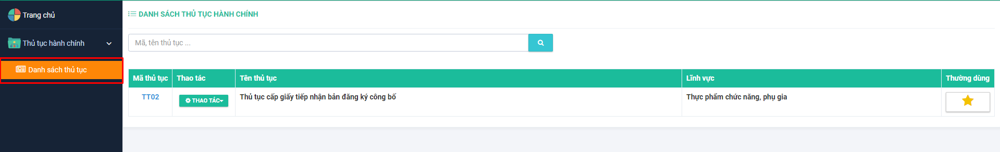 Trang chủ
Thủ tục hành chính
Danh sách thủ tục
DANH SÁCH THỦ TỤC HÀNH CHÍNH
Mã, tên thủ tục ...
Mã thủ tục Thao tác Tên thủ tục Lĩnh vực Thường dùng
TT02 THAO TÁC Thủ tục cấp giấy tiếp nhận bản đăng ký công bố Thực phẩm chức năng, phụ gia